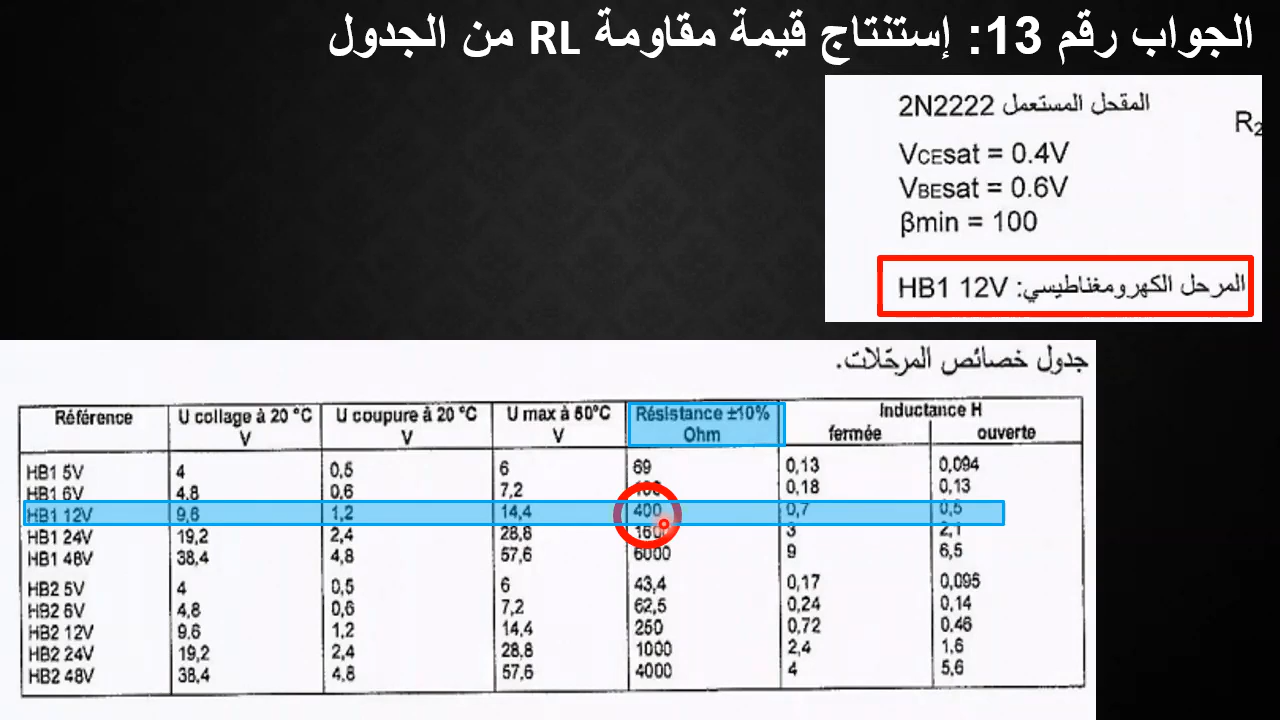 الجواب رقم 13: إستنتاج قيمة مقاومة RL من الجدول
المقحل المستعمل 2N2222
R2
VCEsat = 0.4V
VBEsat = 0.6V
βmin = 100
المرحل الكهرومغناطيسي: HB1 12V
جدول خصائص المرحّلات.
Référence U collage à 20 °C V U coupure à 20 °C V U max à 60°C V Résistance ±10% Ohm Inductance H fermée ouverte
HB1 5V 4 0,5 6 69 0,13 0,094
HB1 6V 4,8 0,6 7,2 100 0,18 0,13
HB1 12V 9,6 1,2 14,4 400 0,7 0,5
HB1 24V 19,2 2,4 28,8 1600 3 2,1
HB1 48V 38,4 4,8 57,6 6000 9 6,5
HB2 5V 4 0,5 6 43,4 0,17 0,095
HB2 6V 4,8 0,6 7,2 62,5 0,24 0,14
HB2 12V 9,6 1,2 14,4 250 0,72 0,46
HB2 24V 19,2 2,4 28,8 1000 2,4 1,6
HB2 48V 38,4 4,8 57,6 4000 4 5,6